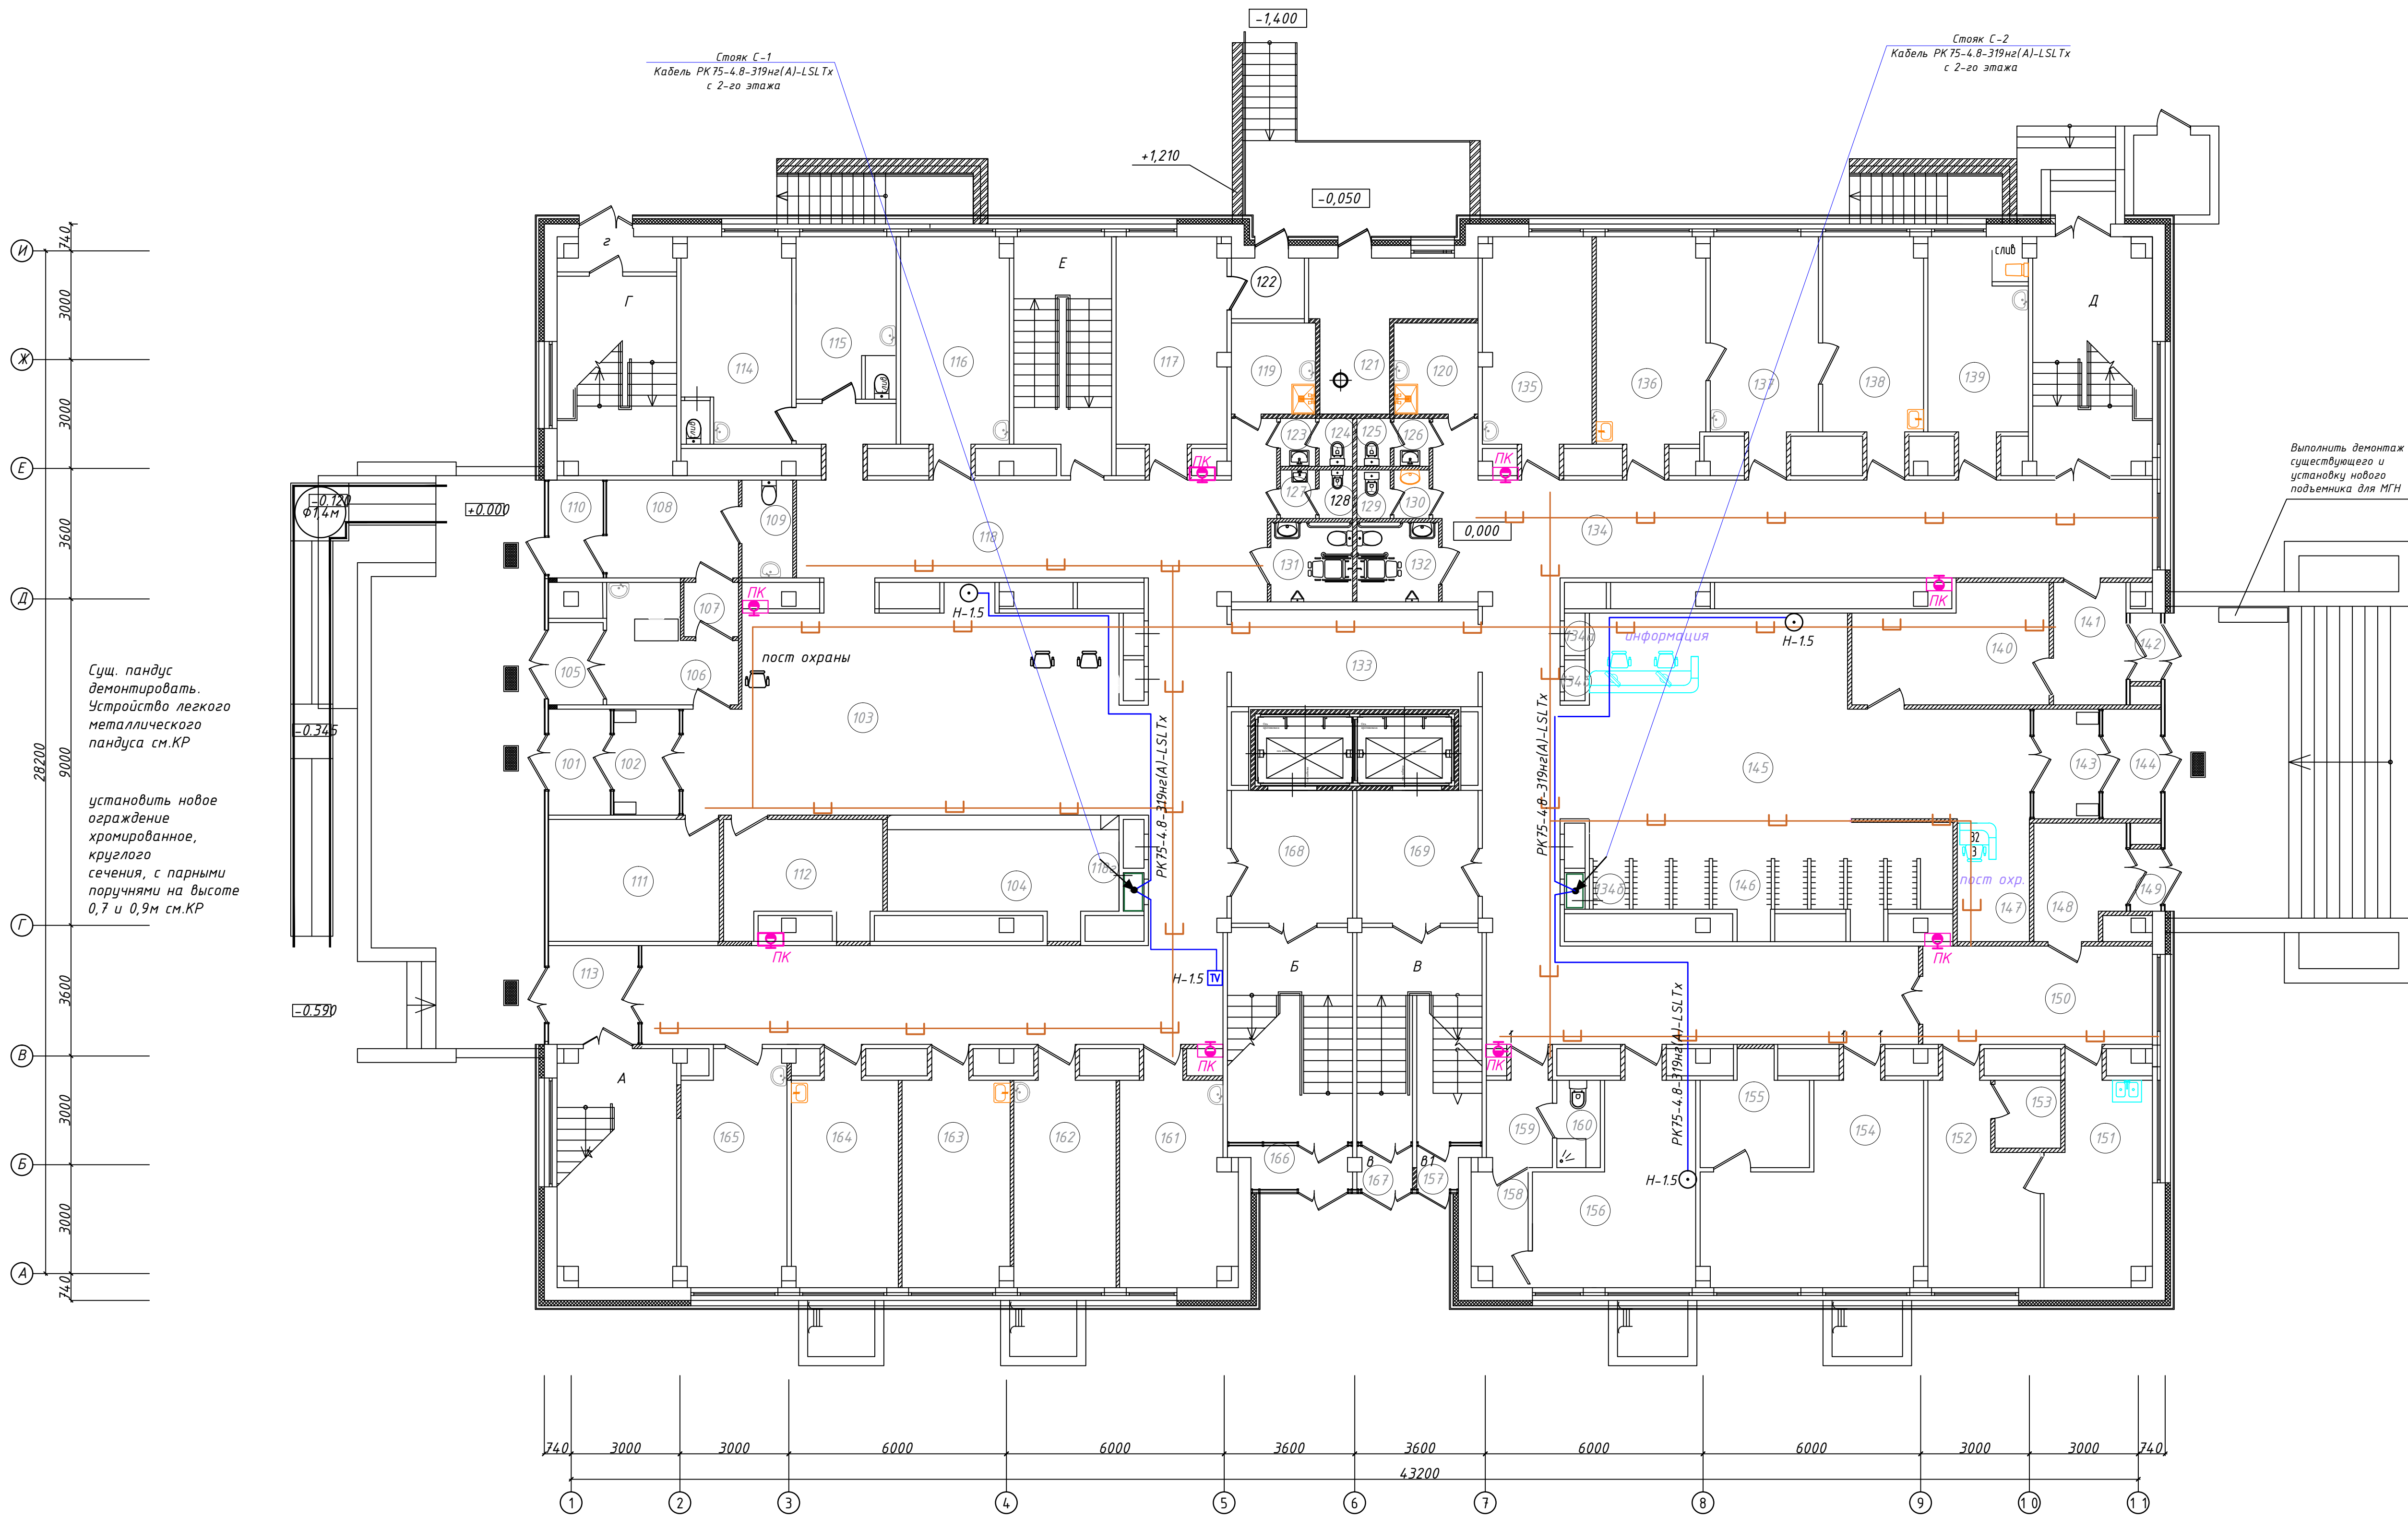 -1,400
Стояк С-1
Кабель РК75-4.8-319нг(А)-LSLTx
с 2-го этажа
Стояк С-2
Кабель РК75-4.8-319нг(А)-LSLTx
с 2-го этажа
+1,210
-0,050
И
Ж
Е
Д
Г
В
Б
А
740
3000
3000
3600
9000
3600
3000
3000
740
28200
г
Г
Е
Д
слив
слив
слив
114
115
116
117
122
119
121
120
135
136
137
138
139
123
124
125
126
127
128
129
130
131
132
0,000
ПК
ПК
Выполнить демонтаж
существующего и
установку нового
подъемника для МГН
-0.120
ф1,4м
+0.000
110
108
109
118
134
107
ПК
Н-1.5
ПК
Н-1.5
105
106
пост охраны
133
134а
134б
информация
140
141
142
Сущ. пандус
демонтировать.
Устройство легкого
металлического
пандуса см.КР
-0.345
103
101
102
РК75-4.8-319нг(А)-LSLTx
РК75-4.8-319нг(А)-LSLTx
145
143
144
установить новое
ограждение
хромированное,
круглого
сечения, с парными
поручнями на высоте
0,7 и 0,9м см.КР
111
112
104
118а
168
169
134б
146
32
3
пост охр.
147
148
149
ПК
ПК
113
Н-1.5
TV
Б
В
150
-0.590
ПК
ПК
РК75-4.8-319нг(А)-LSLTx
А
165
164
163
162
161
166
в
167
в1
157
159
160
158
156
Н-1.5
155
154
152
153
151
740
3000
3000
6000
6000
3600
3600
6000
6000
3000
3000
740
43200
1
2
3
4
5
6
7
8
9
10
11